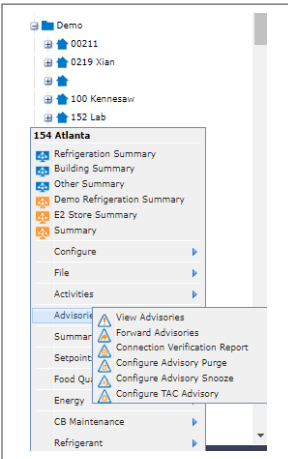 Demo
00211
0219 Xian
100 Kennesaw
152 Lab
154 Atlanta
Refrigeration Summary
Building Summary
Other Summary
Demo Refrigeration Summary
E2 Store Summary
Summary
Configure
File
Activities
Advisorie
View Advisories
Forward Advisories
Connection Verification Report
Configure Advisory Purge
Configure Advisory Snooze
Configure TAC Advisory
Summar
Setpoint
Food Qua
Energy
CB Maintenance
Refrigerant